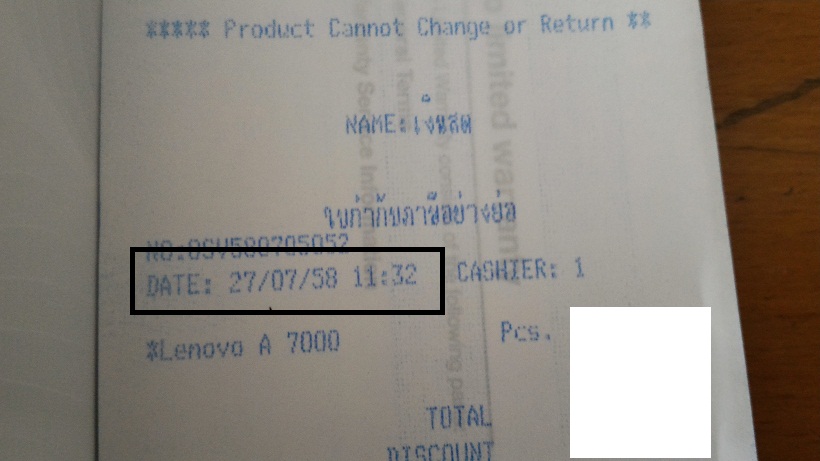 ***** Product Cannot Change or Return **
NAME:เงินสด
ใบกำกับภาษีอย่างย่อ
NO:OSV580705052
DATE: 27/07/58 11:32 CASHIER: 1
*Lenovo A 7000 Pcs.
TOTAL
DISCOUNT